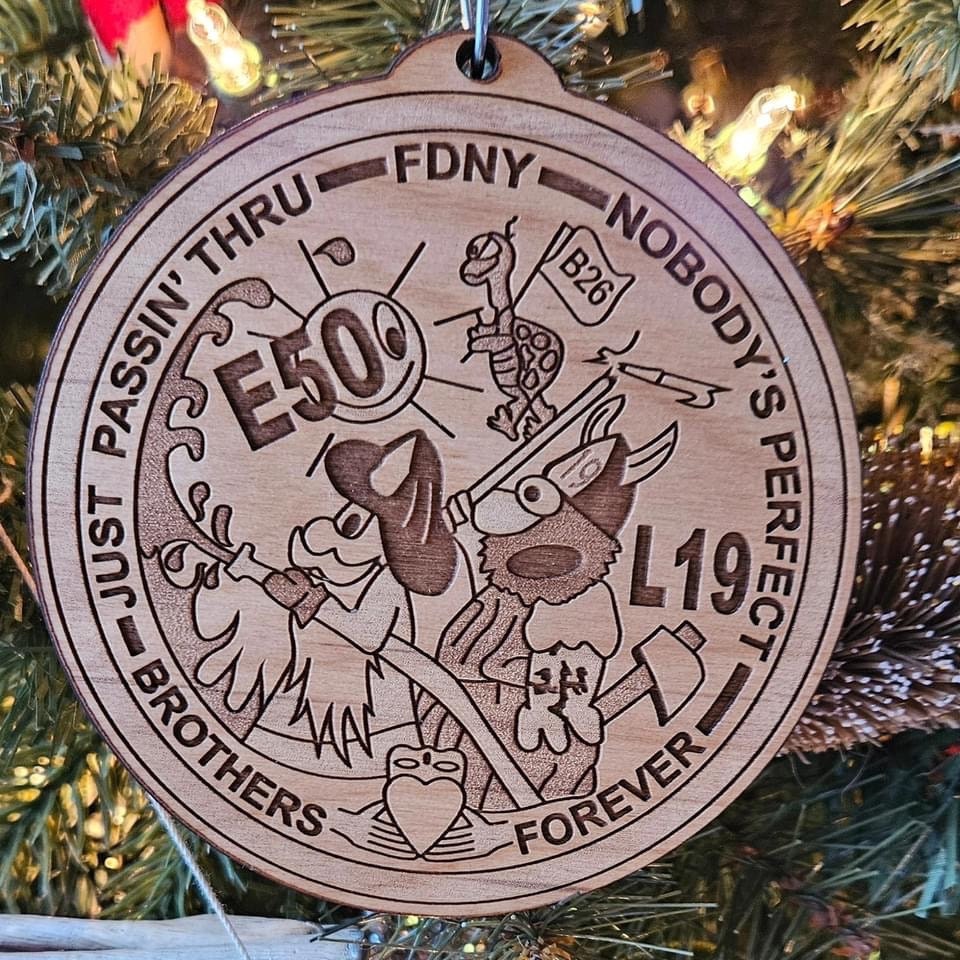 JUST PASSIN' THRU — FDNY — NOBODY'S PERFECT —
BROTHERS FOREVER
E50
B26
L19
19